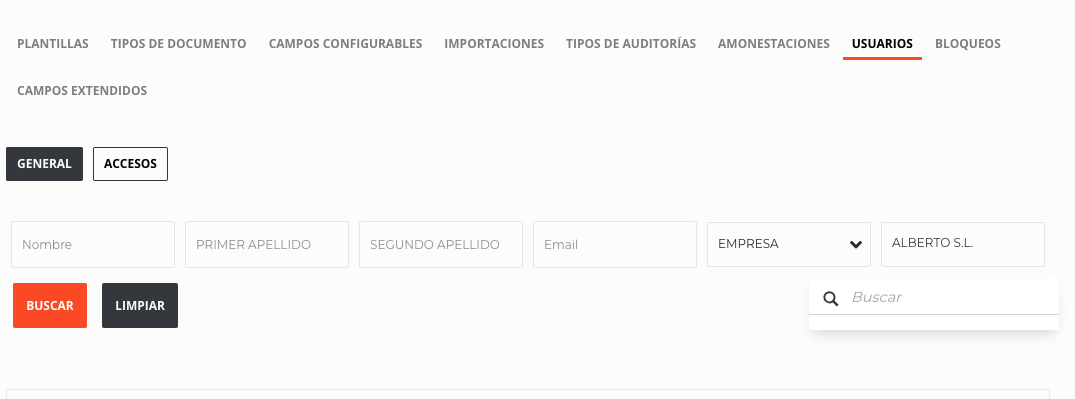 PLANTILLAS TIPOS DE DOCUMENTO CAMPOS CONFIGURABLES IMPORTACIONES TIPOS DE AUDITORÍAS AMONESTACIONES USUARIOS BLOQUEOS
CAMPOS EXTENDIDOS
GENERAL ACCESOS
Nombre PRIMER APELLIDO SEGUNDO APELLIDO Email EMPRESA ALBERTO S.L.
BUSCAR LIMPIAR Buscar